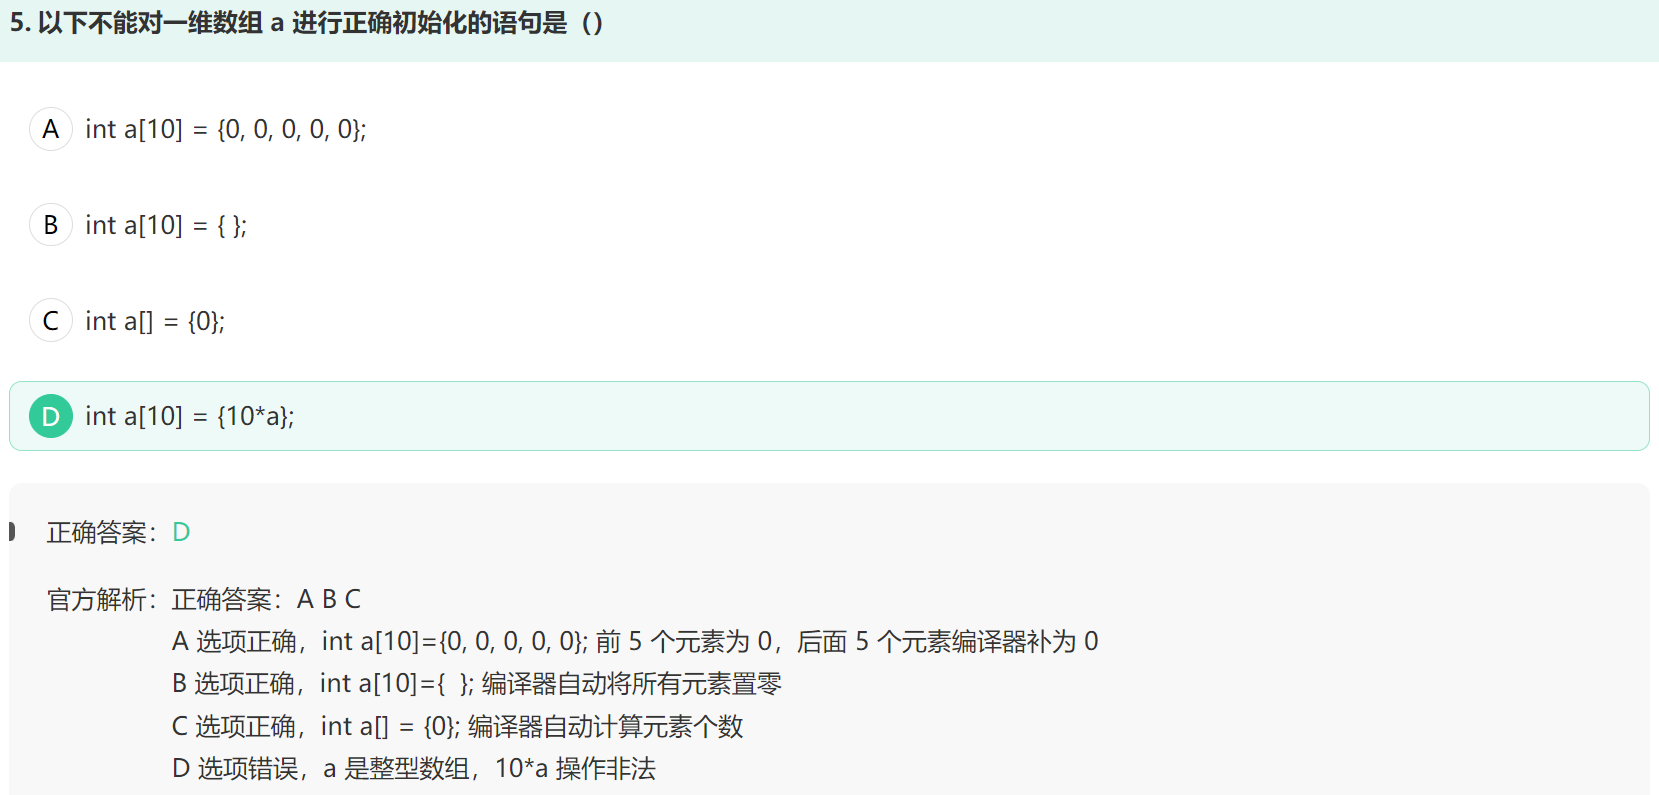 5. 以下不能对一维数组 a 进行正确初始化的语句是（）
A int a[10] = {0, 0, 0, 0, 0};
B int a[10] = { };
C int a[] = {0};
D int a[10] = {10*a};
正确答案：D
官方解析：正确答案：A B C
A 选项正确，int a[10]={0, 0, 0, 0, 0}; 前 5 个元素为 0，后面 5 个元素编译器补为 0
B 选项正确，int a[10]={  }; 编译器自动将所有元素置零
C 选项正确，int a[] = {0}; 编译器自动计算元素个数
D 选项错误，a 是整型数组，10*a 操作非法